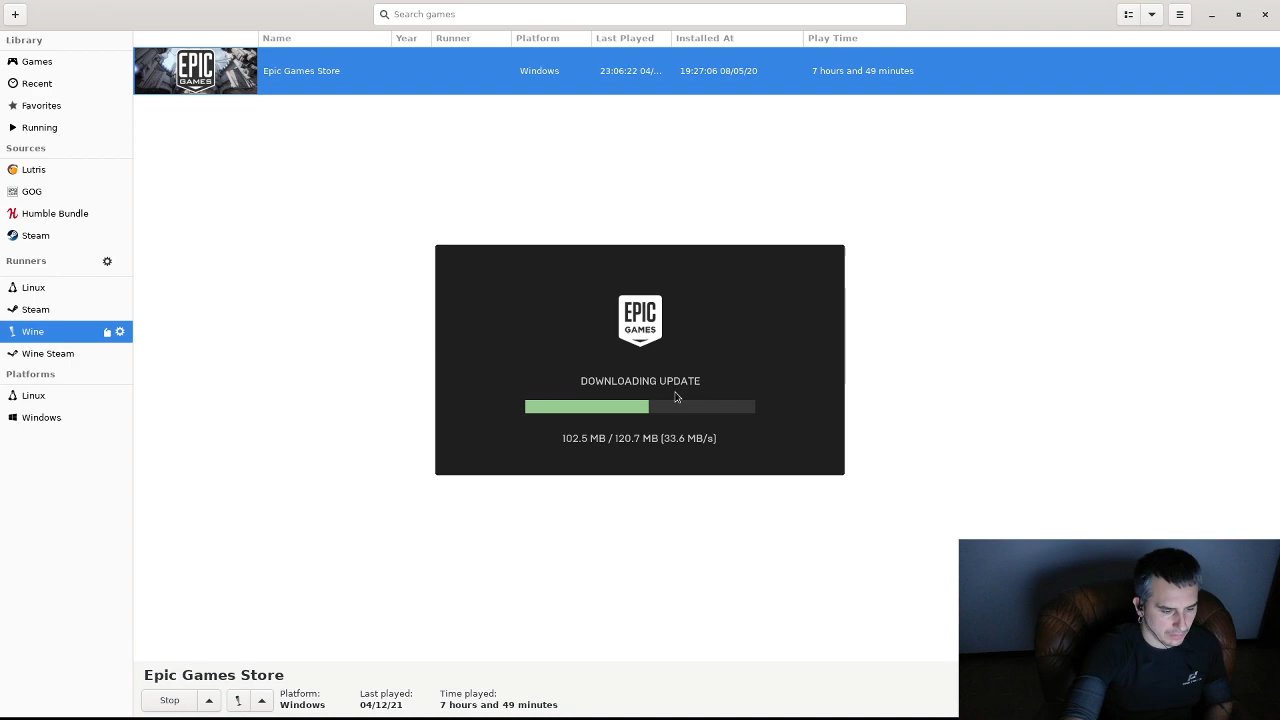 Search games
Library
Games
Recent
Favorites
Running
Sources
Lutris
GOG
Humble Bundle
Steam
Runners
Linux
Steam
Wine
Wine Steam
Platforms
Linux
Windows
Name Year Runner Platform Last Played Installed At Play Time
EPIC GAMES Epic Games Store Windows 23:06:22 04/... 19:27:06 08/05/20 7 hours and 49 minutes
EPIC
GAMES
DOWNLOADING UPDATE
102.5 MB / 120.7 MB (33.6 MB/s)
Epic Games Store
Stop
Platform: Last played: Time played:
Windows 04/12/21 7 hours and 49 minutes